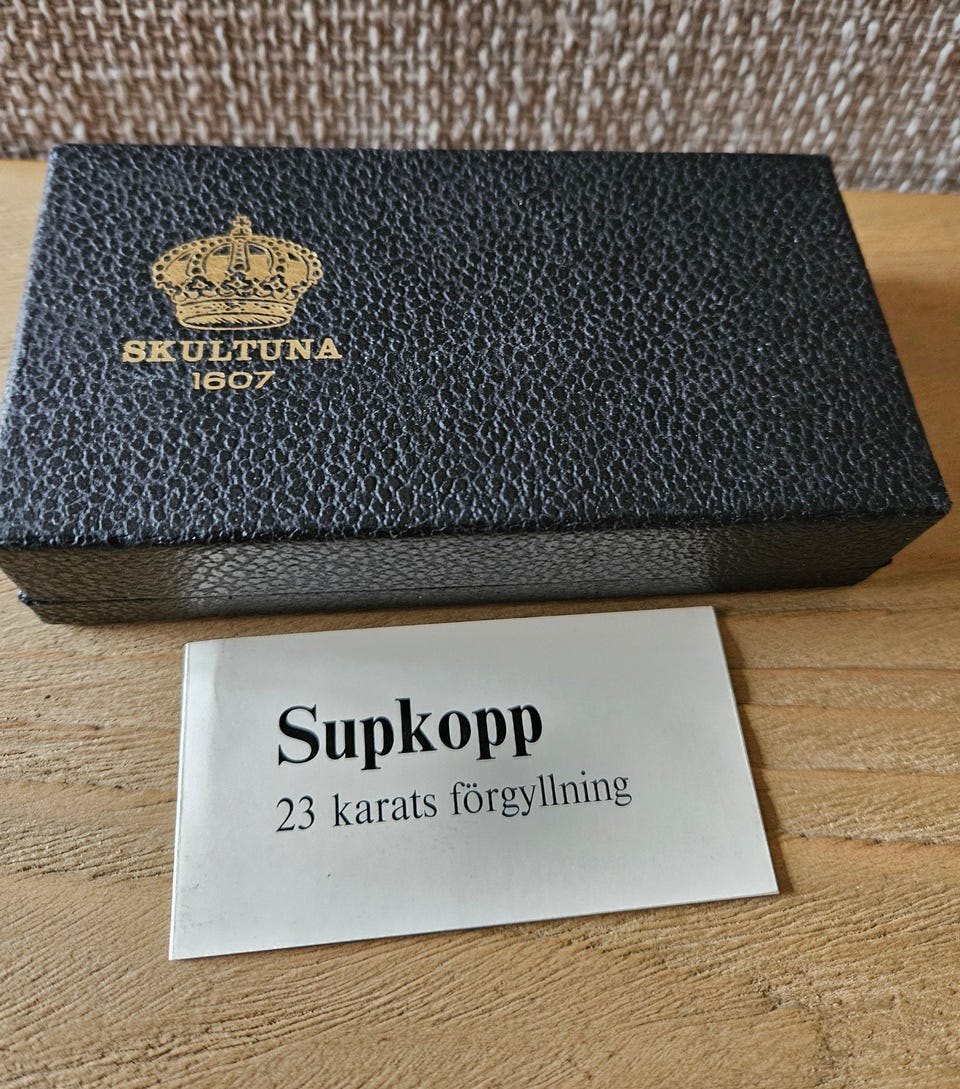 SKULTUNA
1607
Supkopp
23 karats förgyllning